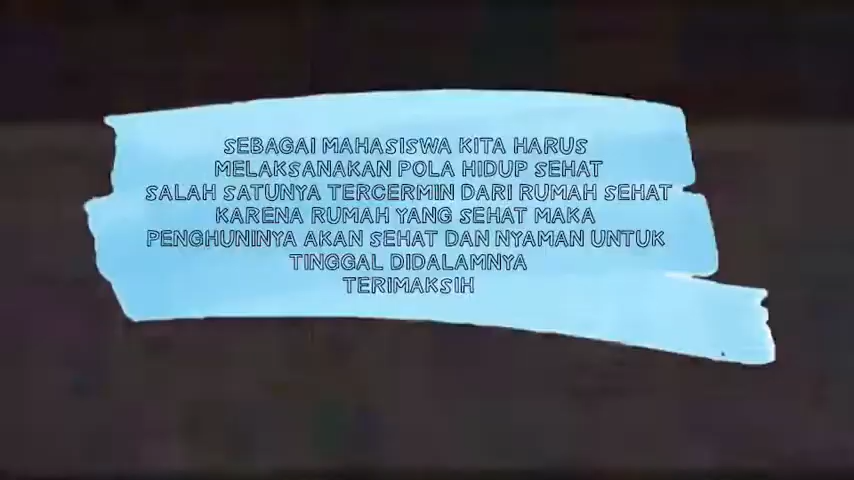 SEBAGAI MAHASISWA KITA HARUS
MELAKSANAKAN POLA HIDUP SEHAT
SALAH SATUNYA TERCERMIN DARI RUMAH SEHAT
KARENA RUMAH YANG SEHAT MAKA
PENGHUNINYA AKAN SEHAT DAN NYAMAN UNTUK
TINGGAL DIDALAMNYA
TERIMAKSIH